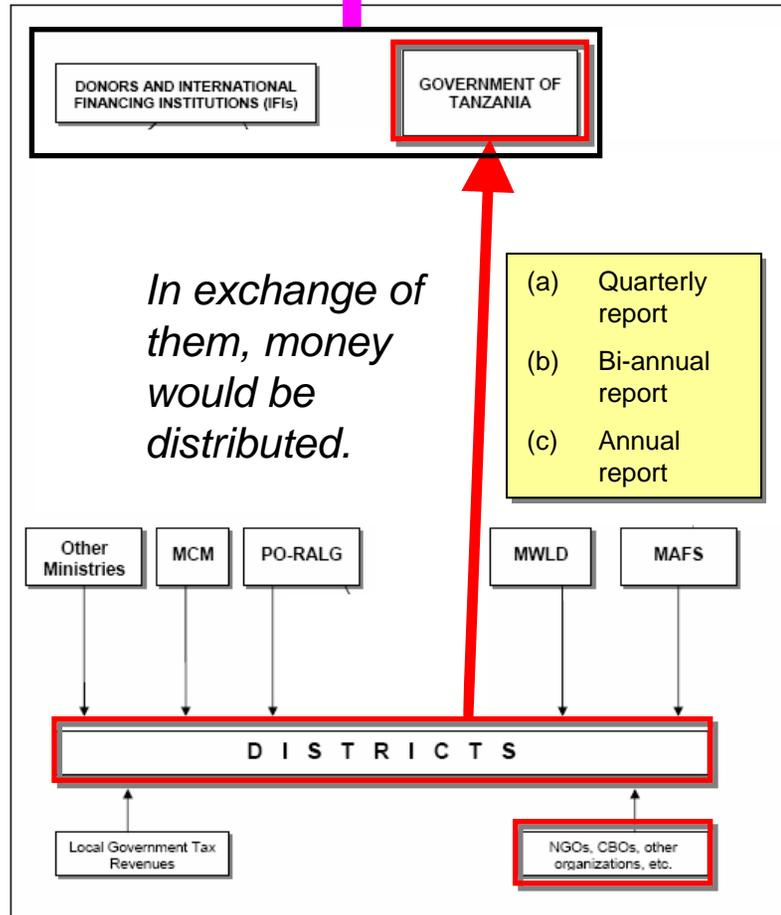 DONORS AND INTERNATIONAL
FINANCING INSTITUTIONS (IFIs)
GOVERNMENT OF
TANZANIA
In exchange of
them, money
would be
distributed.
(a) Quarterly
report
(b) Bi-annual
report
(c) Annual
report
Other
Ministries
MCM
PO-RALG
MWLD
MAFS
D I S T R I C T S
Local Government Tax
Revenues
NGOs, CBOs, other
organizations, etc.